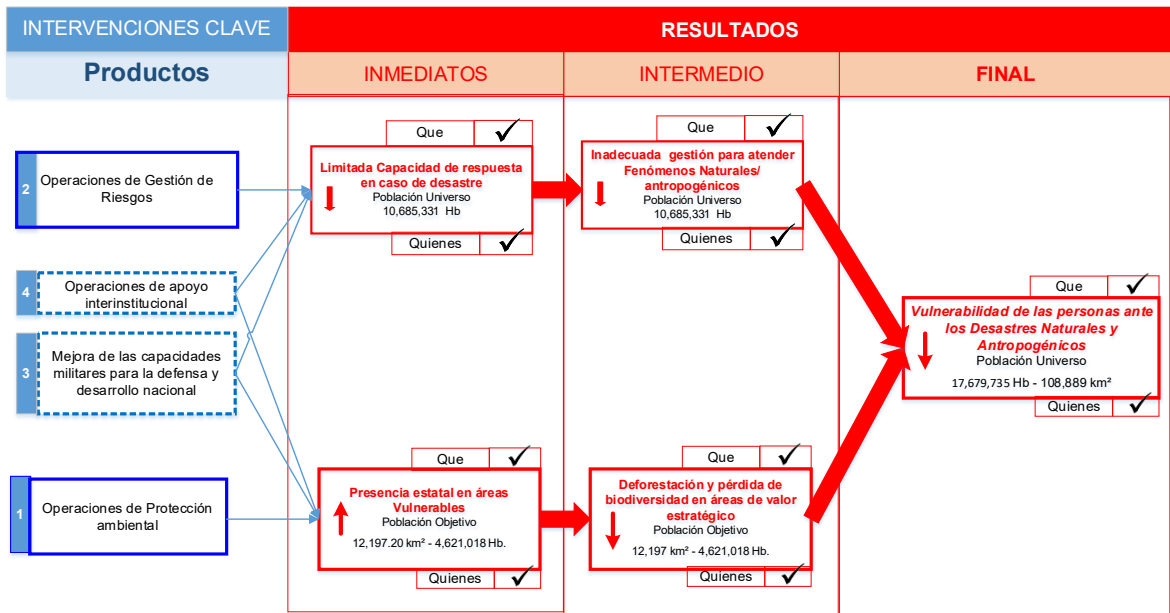 INTERVENCIONES CLAVE
RESULTADOS
Productos
INMEDIATOS
INTERMEDIO
FINAL
2
Operaciones de Gestión de
Riesgos
4
Operaciones de apoyo
interinstitucional
3
Mejora de las capacidades
militares para la defensa y
desarrollo nacional
1
Operaciones de Protección
ambiental
Que
Limitada Capacidad de respuesta
en caso de desastre
Población Universo
10,685,331 Hb
Quienes
Que
Presencia estatal en áreas
Vulnerables
Población Objetivo
12,197.20 km² - 4,621,018 Hb.
Quienes
Que
Inadecuada gestión para atender
Fenómenos Naturales/
antropogénicos
Población Universo
10,685,331 Hb
Quienes
Que
Deforestación y pérdida de
biodiversidad en áreas de valor
estratégico
Población Objetivo
12,197 km² - 4,621,018 Hb.
Quienes
Que
Vulnerabilidad de las personas ante
los Desastres Naturales y
Antropogénicos
Población Universo
17,679,735 Hb - 108,889 km²
Quienes